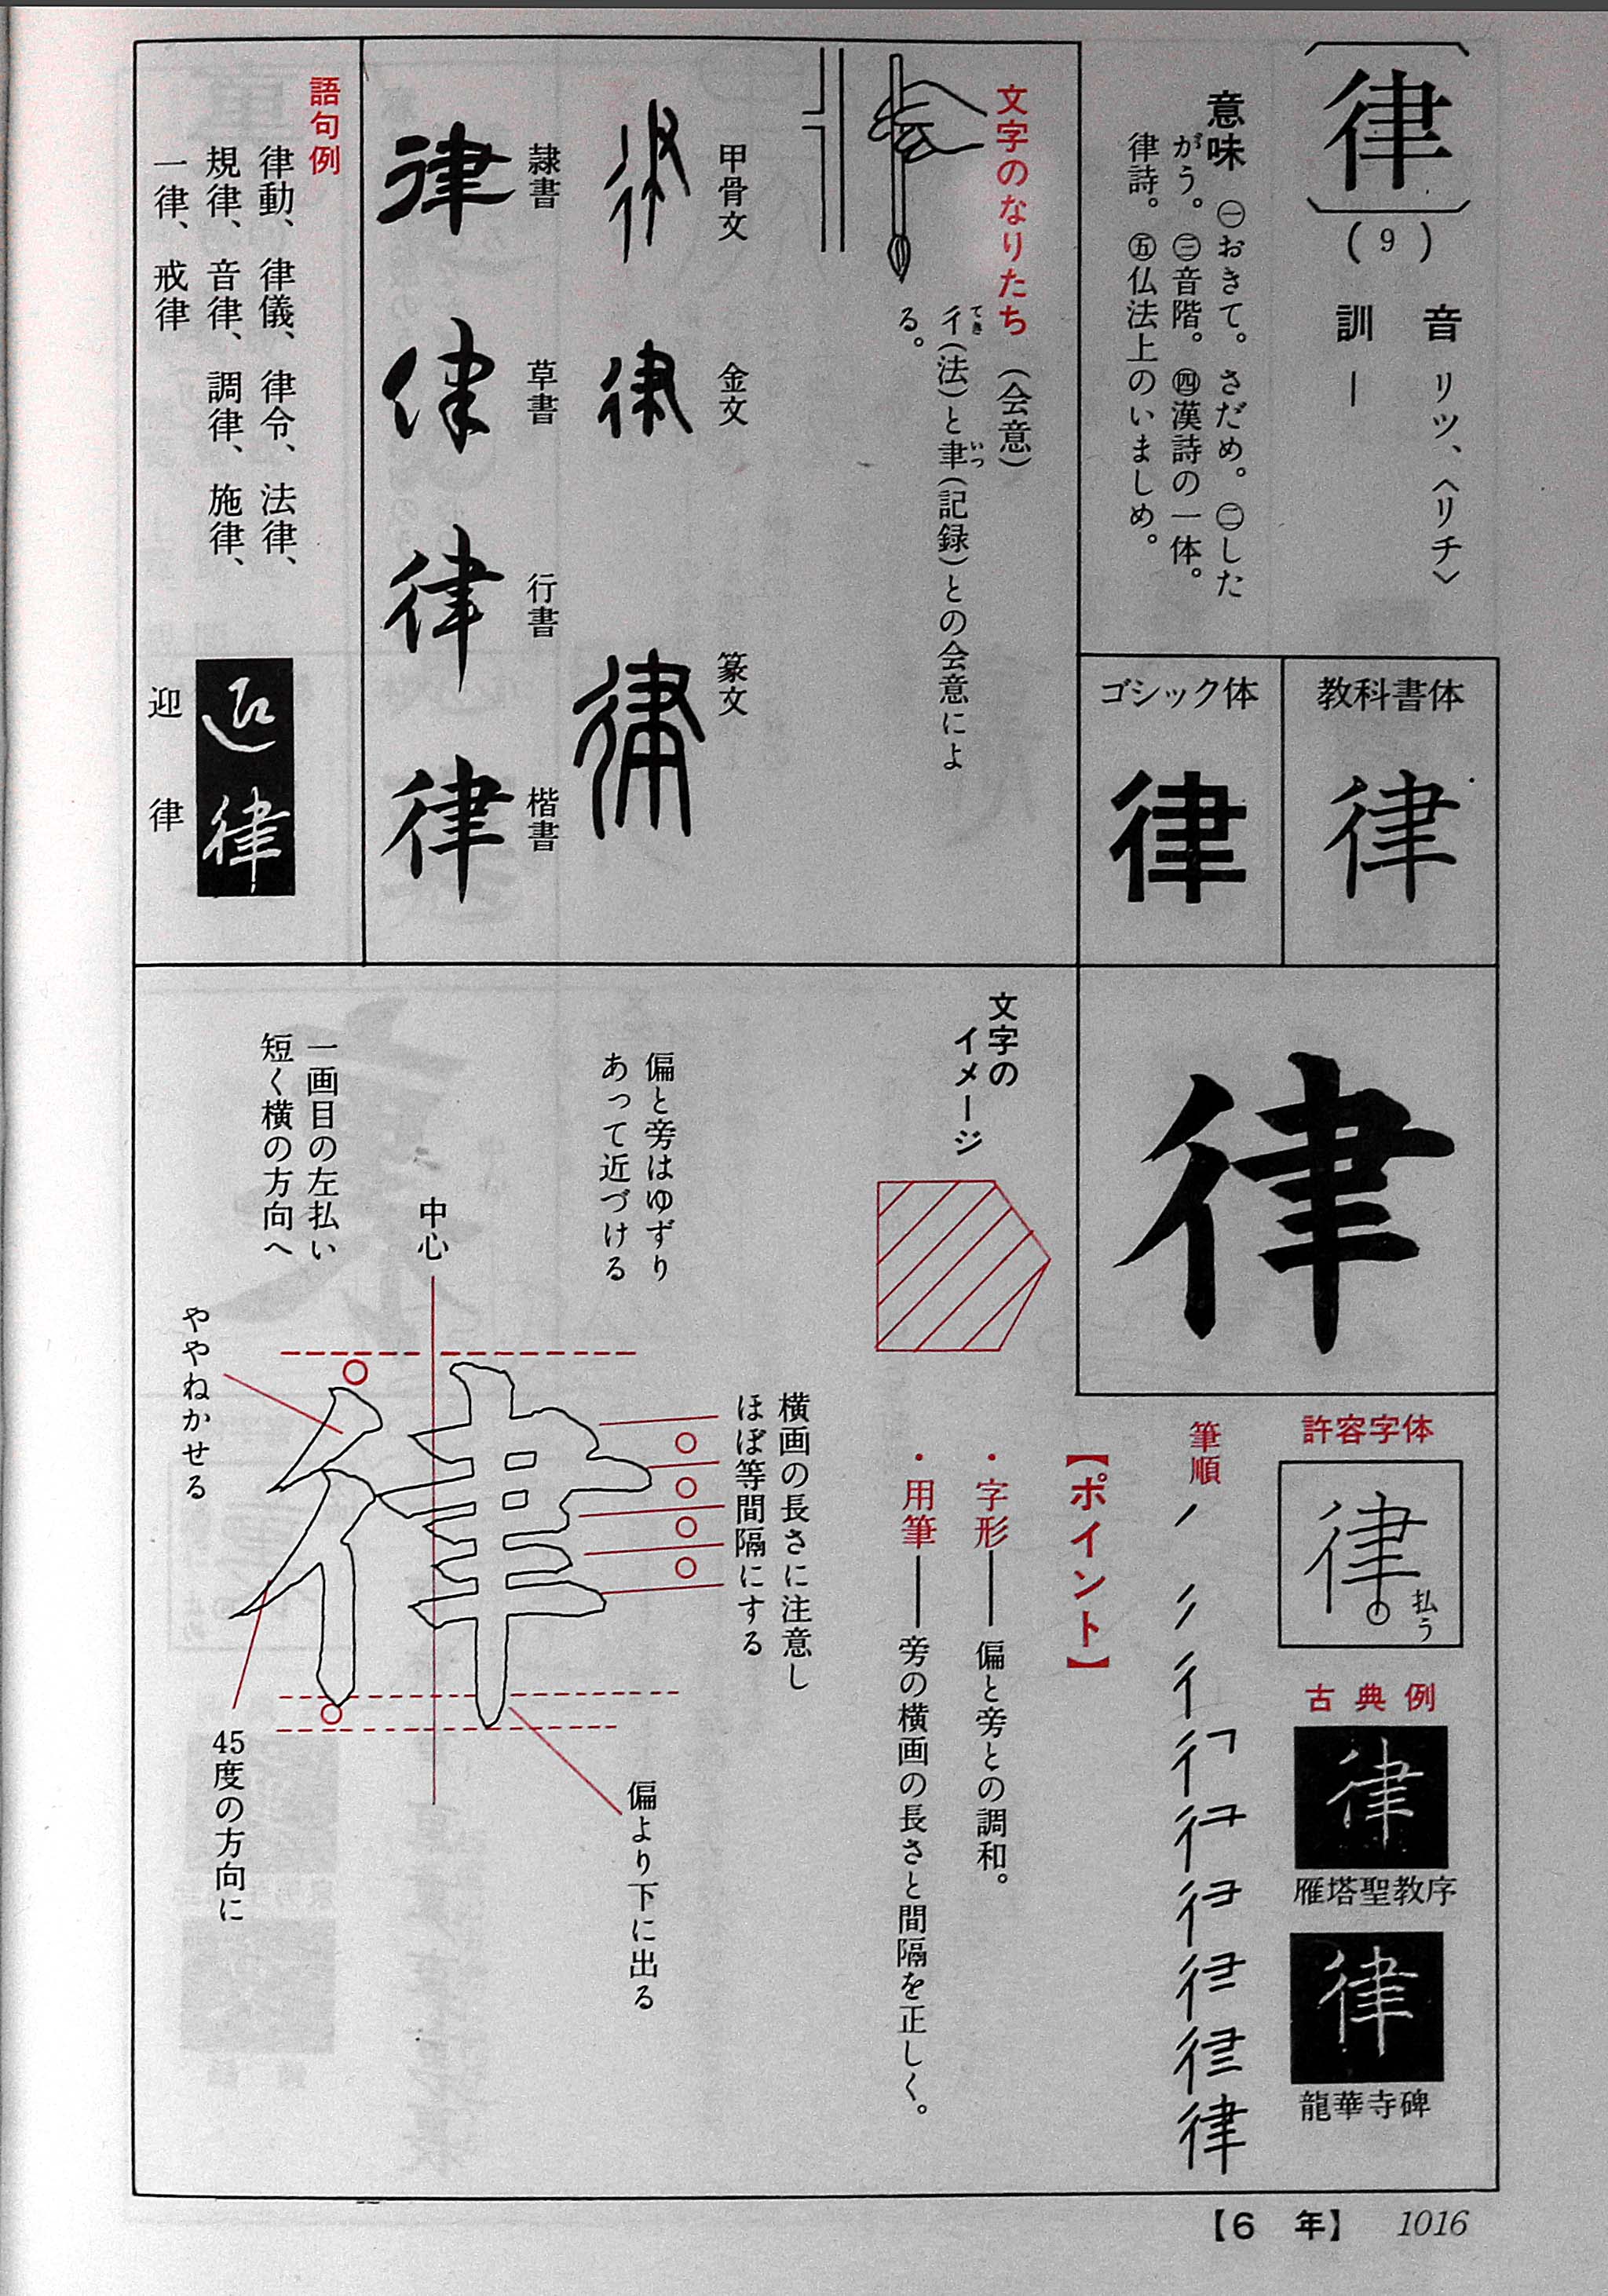 律
(9)
音 リツ、〈リチ〉
訓 ―
意味 ㊀おきて。さだめ。㊁した
がう。㊂音階。㊃漢詩の一体。
律詩。㊄仏法上のいましめ。
教科書体
律
ゴシック体
律
文字のなりたち（会意）
彳（法）と聿（記録）との会意によ
てき
いつ
る。
甲骨文
金文
篆文
隷書
草書
行書
楷書
律
律
律
律
律
律
律
語句例
律動、律儀、律令、法律、
規律、音律、調律、施律、
一律、戒律
迎律
迎 律
律
許容字体
律
払う
古典例
律
雁塔聖教序
律
龍華寺碑
筆順
律
【ポイント】
・字形――偏と旁との調和。
・用筆――旁の横画の長さと間隔を正しく。
文字の
イメージ
横画の長さに注意し
ほぼ等間隔にする
偏と旁はゆずり
あって近づける
偏より下に出る
中心
律
一画目の左払い
短く横の方向へ
ややねかせる
45度の方向に
【6 年】 1016